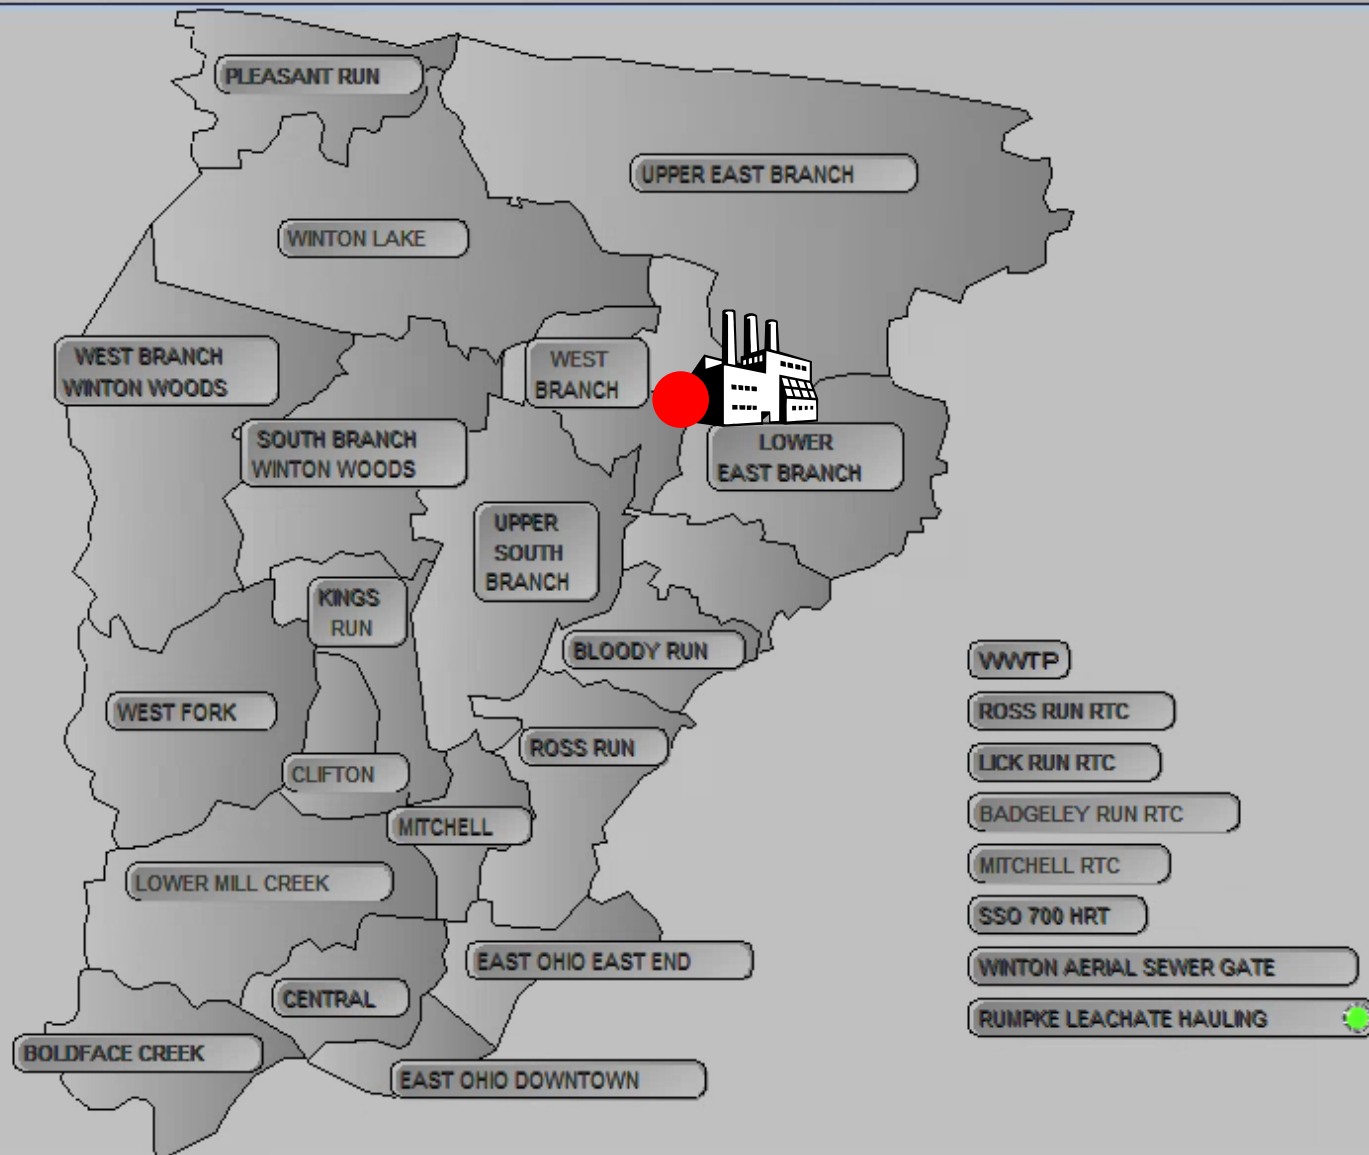 PLEASANT RUN
UPPER EAST BRANCH
WINTON LAKE
WEST BRANCH
WINTON WOODS
WEST
BRANCH
SOUTH BRANCH
WINTON WOODS
LOWER
EAST BRANCH
UPPER
SOUTH
BRANCH
KINGS
RUN
BLOODY RUN
WEST FORK
ROSS RUN
CLIFTON
MITCHELL
LOWER MILL CREEK
EAST OHIO EAST END
CENTRAL
BOLDFACE CREEK
EAST OHIO DOWNTOWN
WWTP
ROSS RUN RTC
LICK RUN RTC
BADGELEY RUN RTC
MITCHELL RTC
SSO 700 HRT
WINTON AERIAL SEWER GATE
RUMPKE LEACHATE HAULING